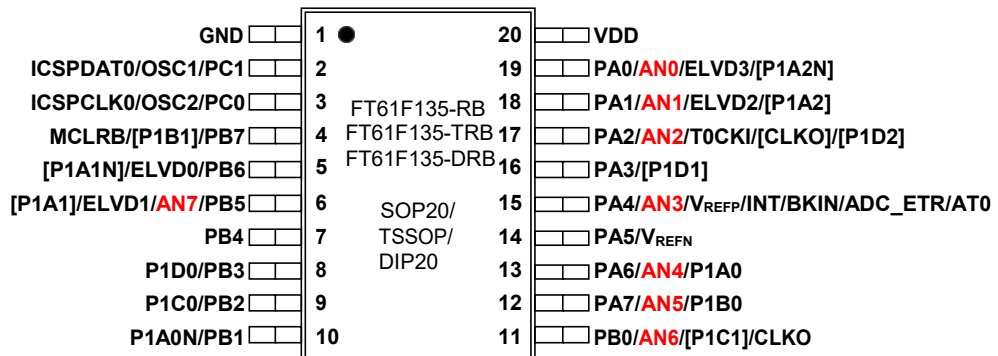 GND 1 20 VDD
ICSPDAT0/OSC1/PC1 2 19 PA0/AN0/ELVD3/[P1A2N]
ICSPCLK0/OSC2/PC0 3 18 PA1/AN1/ELVD2/[P1A2]
MCLRB/[P1B1]/PB7 4 17 PA2/AN2/T0CKI/[CLKO]/[P1D2]
[P1A1N]/ELVD0/PB6 5 16 PA3/[P1D1]
[P1A1]/ELVD1/AN7/PB5 6 15 PA4/AN3/VREFP/INT/BKIN/ADC_ETR/AT0
PB4 7 14 PA5/VREFN
P1D0/PB3 8 13 PA6/AN4/P1A0
P1C0/PB2 9 12 PA7/AN5/P1B0
P1A0N/PB1 10 11 PB0/AN6/[P1C1]/CLKO
FT61F135-RB
FT61F135-TRB
FT61F135-DRB
SOP20/
TSSOP/
DIP20